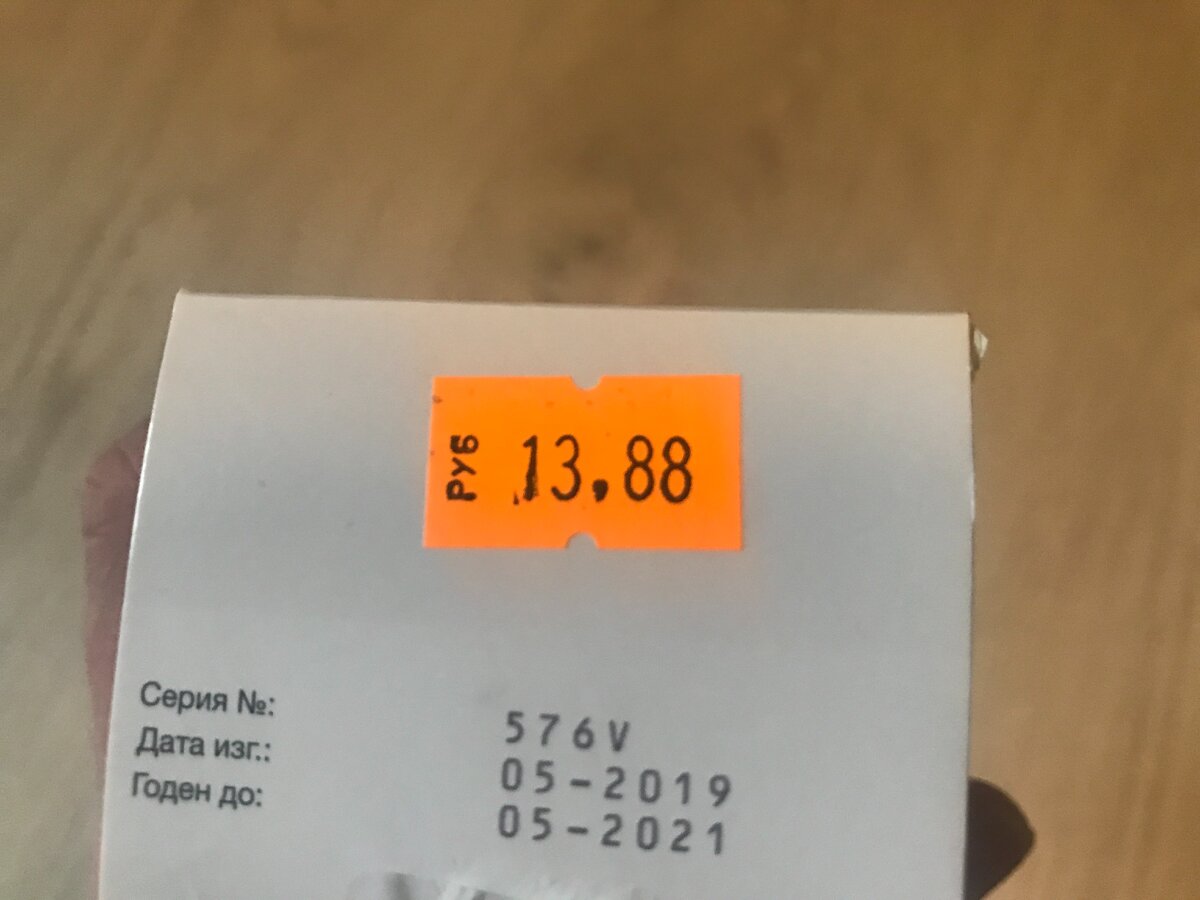 РУБ 13,88
Серия №: 576V
Дата изг.: 05-2019
Годен до: 05-2021